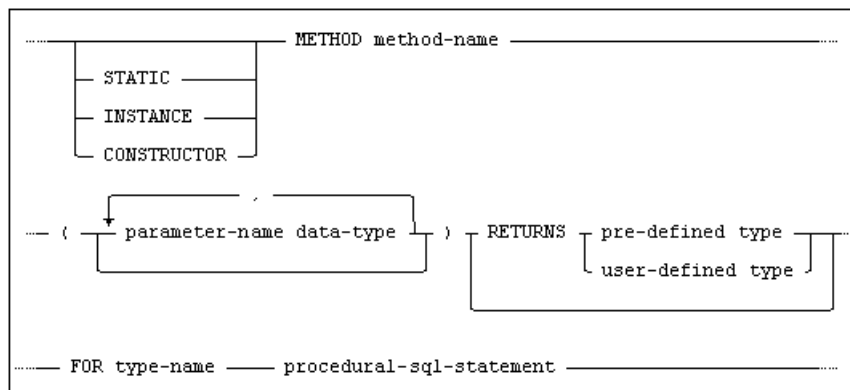 METHOD method-name
STATIC
INSTANCE
CONSTRUCTOR
,
( parameter-name data-type ) RETURNS pre-defined type
user-defined type
FOR type-name procedural-sql-statement